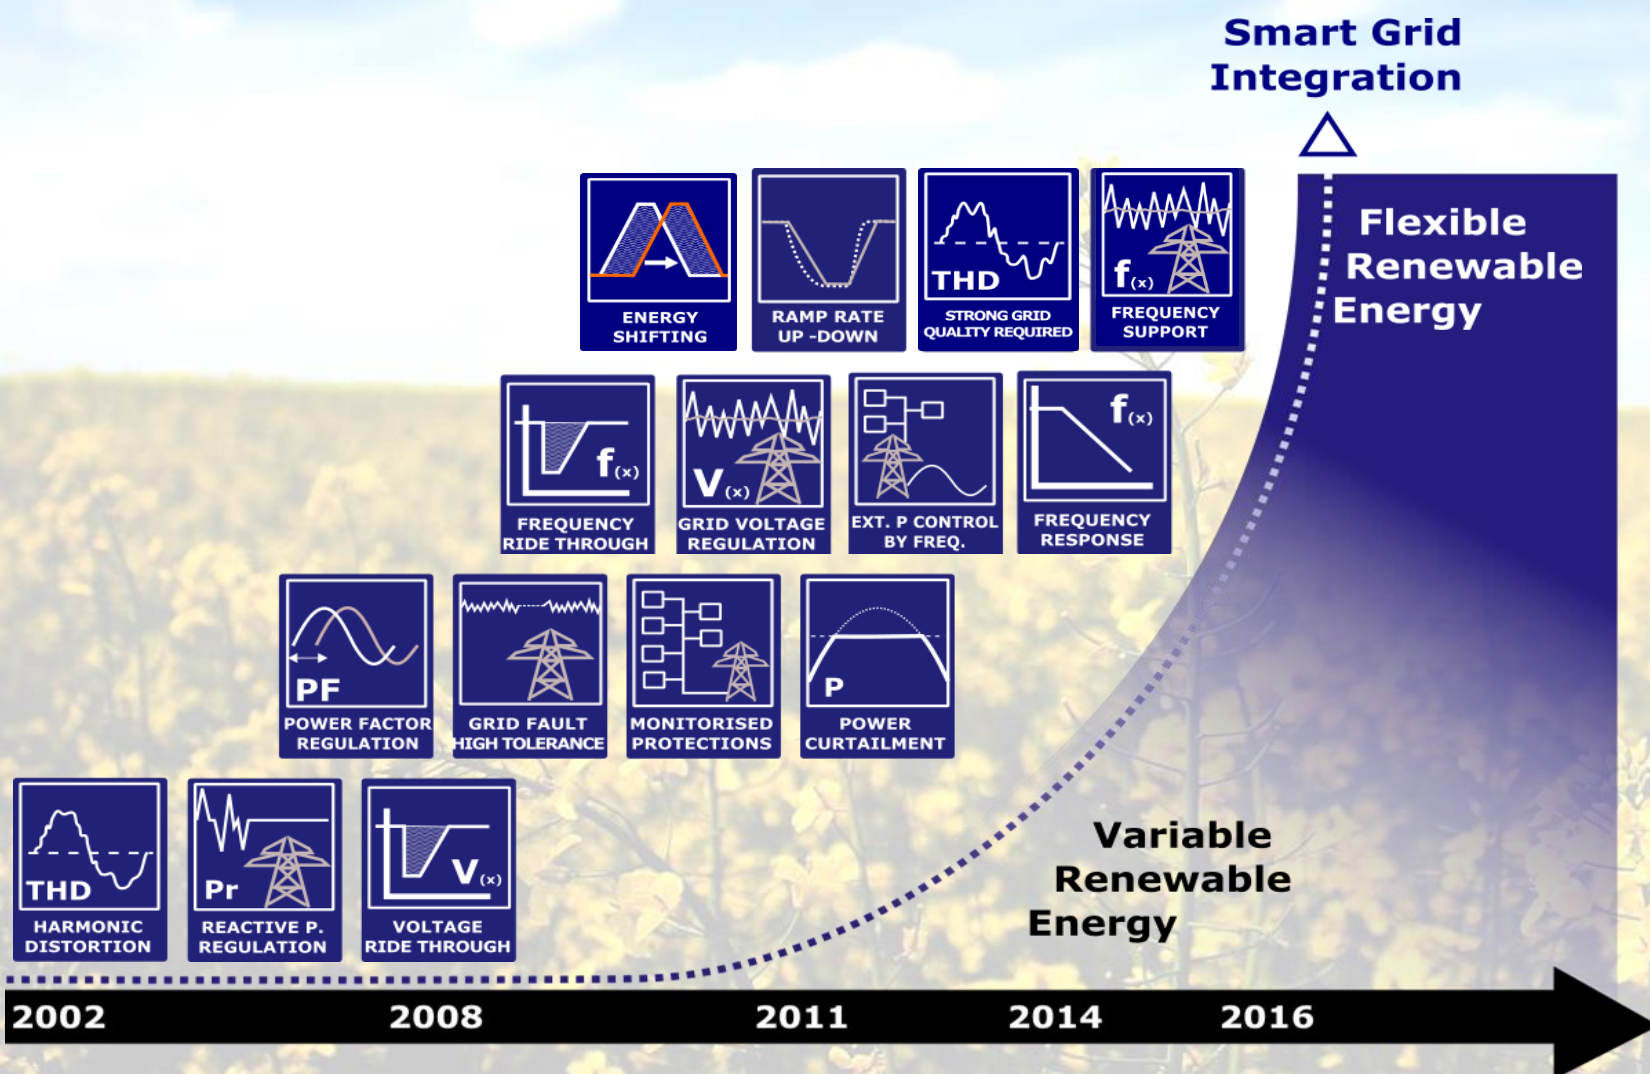 Smart Grid
Integration
Flexible
Renewable
Energy
ENERGY
SHIFTING
RAMP RATE
UP -DOWN
THD
STRONG GRID
QUALITY REQUIRED
f(x)
FREQUENCY
SUPPORT
f(x)
FREQUENCY
RIDE THROUGH
V(x)
GRID VOLTAGE
REGULATION
EXT. P CONTROL
BY FREQ.
f(x)
FREQUENCY
RESPONSE
PF
POWER FACTOR
REGULATION
GRID FAULT
HIGH TOLERANCE
MONITORISED
PROTECTIONS
P
POWER
CURTAILMENT
THD
HARMONIC
DISTORTION
Pr
REACTIVE P.
REGULATION
V(x)
VOLTAGE
RIDE THROUGH
Variable
Renewable
Energy
2002 2008 2011 2014 2016